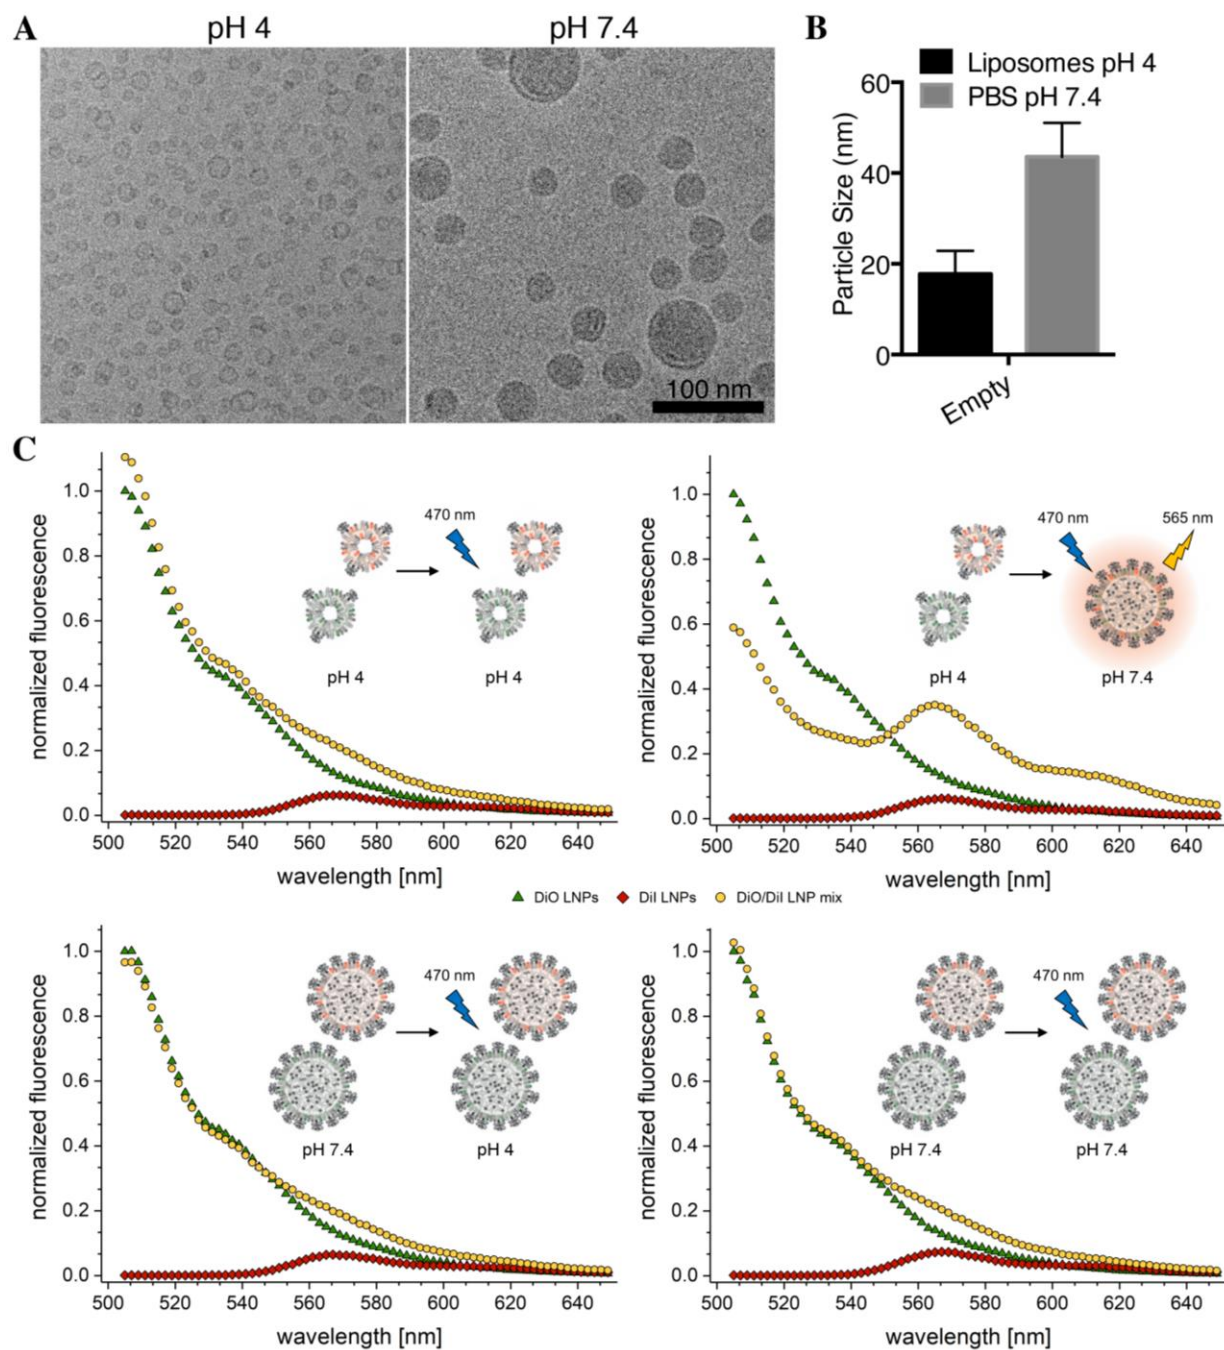 A
pH 4
pH 7.4
100 nm
B
Liposomes pH 4
PBS pH 7.4
Particle Size (nm)
60
40
20
0
Empty
C
normalized fluorescence
1.0
0.8
0.6
0.4
0.2
0.0
470 nm
pH 4
pH 4
500 520 540 560 580 600 620 640
wavelength [nm]
normalized fluorescence
1.0
0.8
0.6
0.4
0.2
0.0
470 nm
565 nm
pH 4
pH 7.4
500 520 540 560 580 600 620 640
wavelength [nm]
DiO LNPs DiI LNPs DiO/DiI LNP mix
normalized fluorescence
1.0
0.8
0.6
0.4
0.2
0.0
470 nm
pH 7.4
pH 4
500 520 540 560 580 600 620 640
wavelength [nm]
normalized fluorescence
1.0
0.8
0.6
0.4
0.2
0.0
470 nm
pH 7.4
pH 7.4
500 520 540 560 580 600 620 640
wavelength [nm]